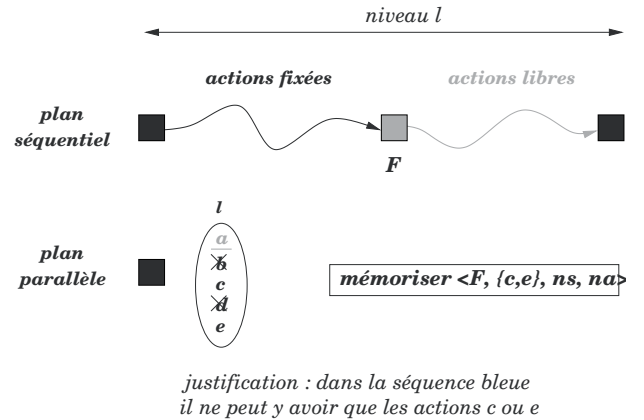 niveau l
actions fixées
actions libres
plan
séquentiel
F
l
plan
parallèle
a
b
c
d
e
mémoriser <F, {c,e}, ns, na>
justification : dans la séquence bleue
il ne peut y avoir que les actions c ou e